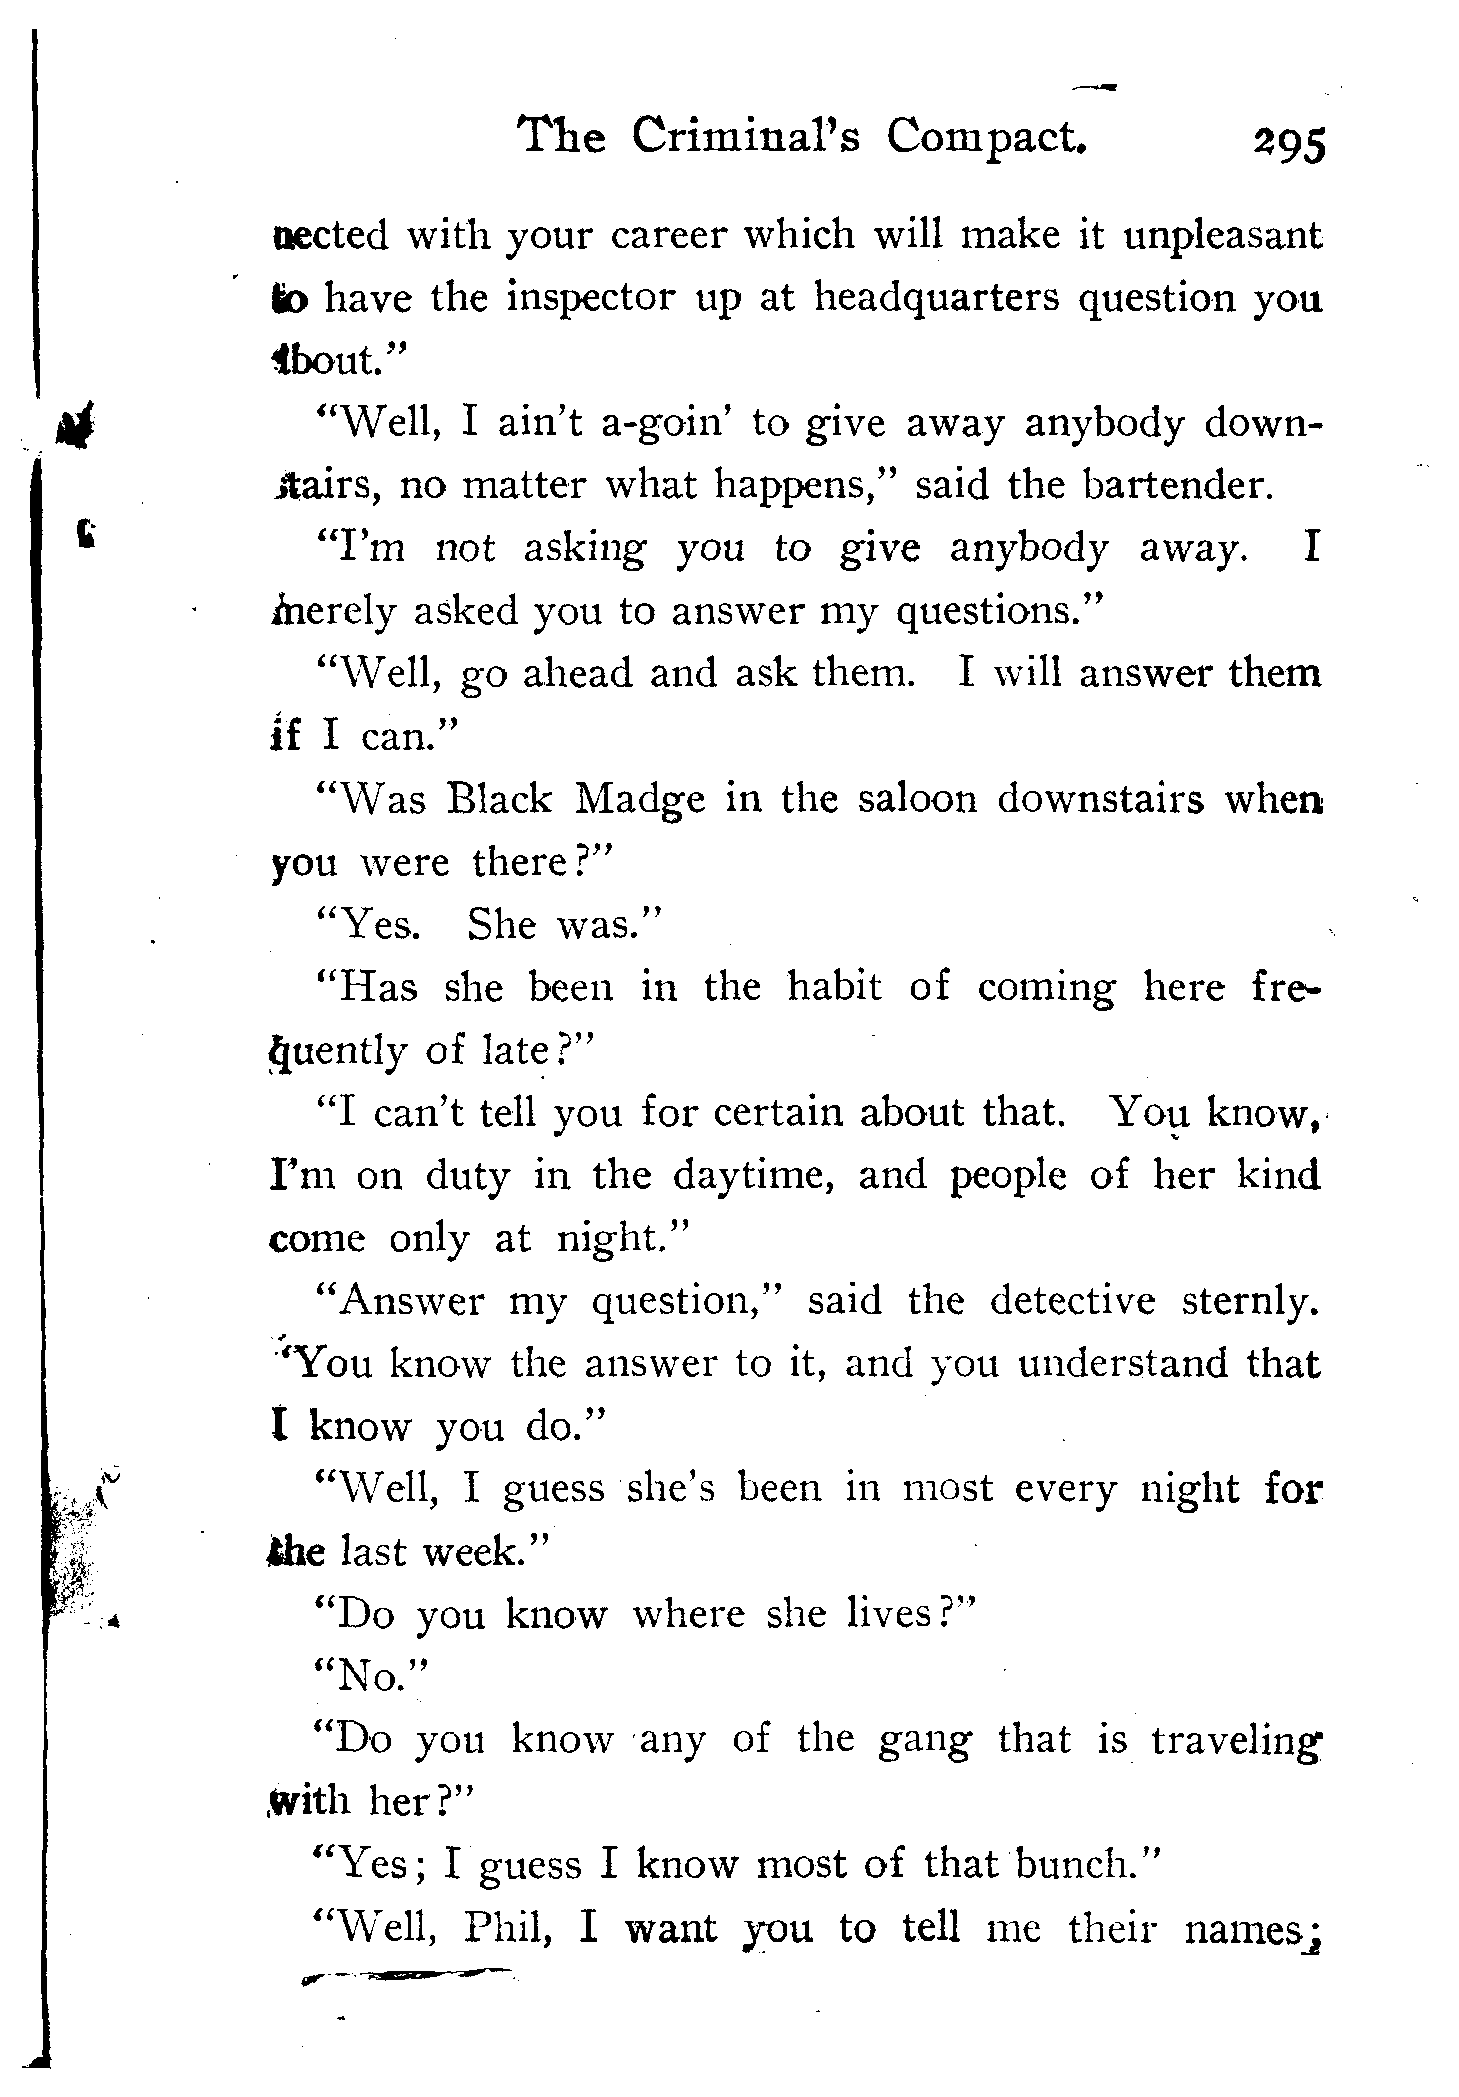 The Criminal's Compact. 295
nected with your career which will make it unpleasant
to have the inspector up at headquarters question you
about."
"Well, I ain't a-goin' to give away anybody down-
stairs, no matter what happens," said the bartender.
"I'm not asking you to give anybody away. I
merely asked you to answer my questions."
"Well, go ahead and ask them. I will answer them
if I can."
"Was Black Madge in the saloon downstairs when
you were there?"
"Yes. She was."
"Has she been in the habit of coming here fre-
quently of late?"
"I can't tell you for certain about that. You know,
I'm on duty in the daytime, and people of her kind
come only at night."
"Answer my question," said the detective sternly.
"You know the answer to it, and you understand that
I know you do."
"Well, I guess she's been in most every night for
the last week."
"Do you know where she lives?"
"No."
"Do you know any of the gang that is traveling
with her?"
"Yes; I guess I know most of that bunch."
"Well, Phil, I want you to tell me their names;